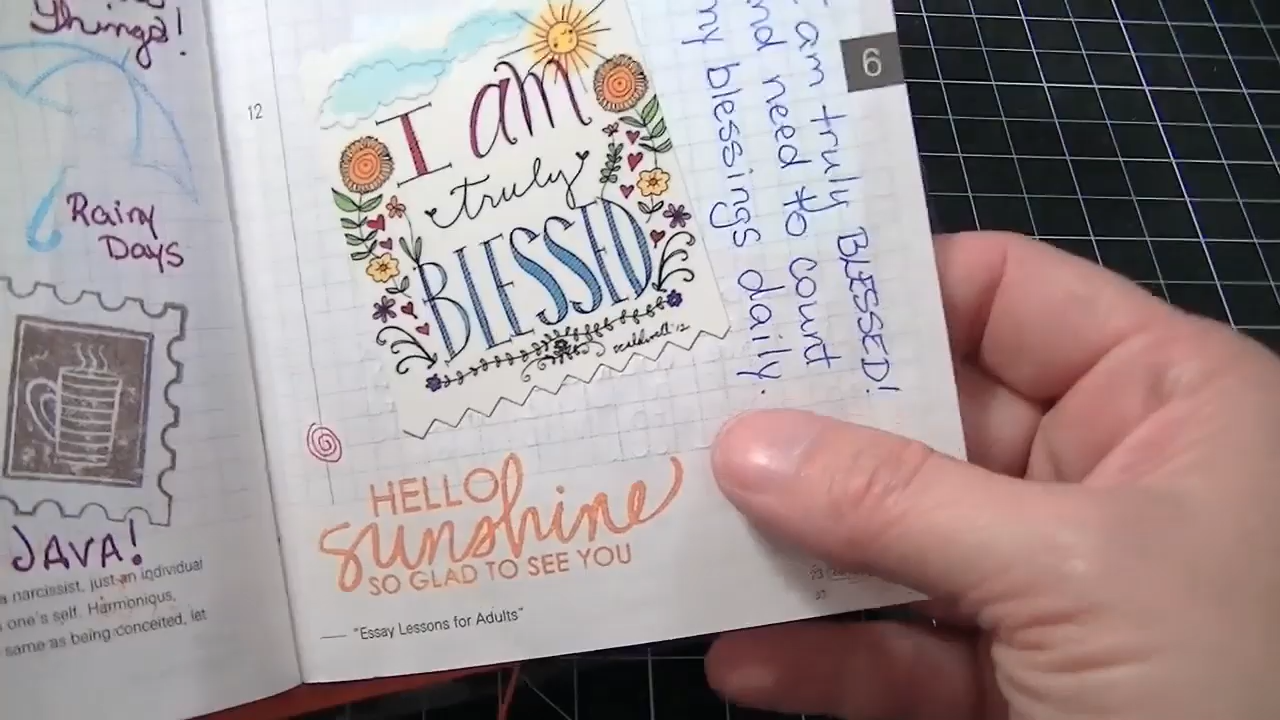 Things!
Rainy
Days
JAVA!
a narcissist, just an individual
one's self. Harmonious,
same as being conceited, let
12
I am
truly
BLESSED
HELLO
sunshine
SO GLAD TO SEE YOU
"Essay Lessons for Adults"
6
am truly BLESSED!
need to count
my blessings daily.